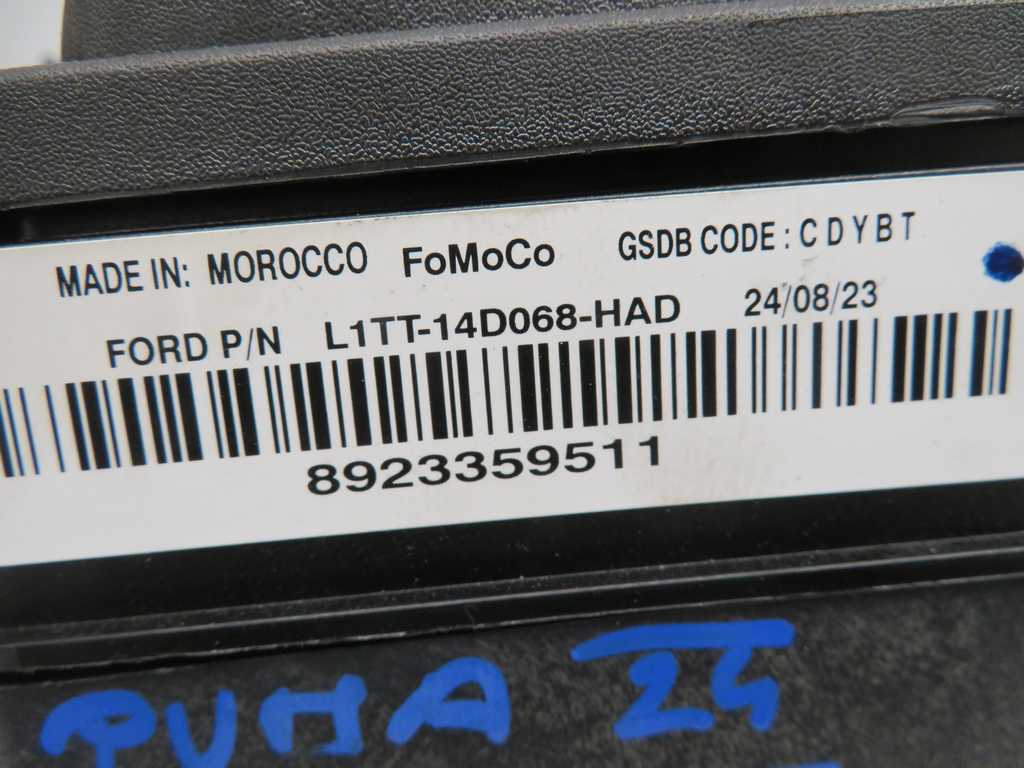 MADE IN: MOROCCO FoMoCo GSDB CODE : C D Y B T
FORD P/N L1TT-14D068-HAD 24/08/23
8923359511
PUMA 24